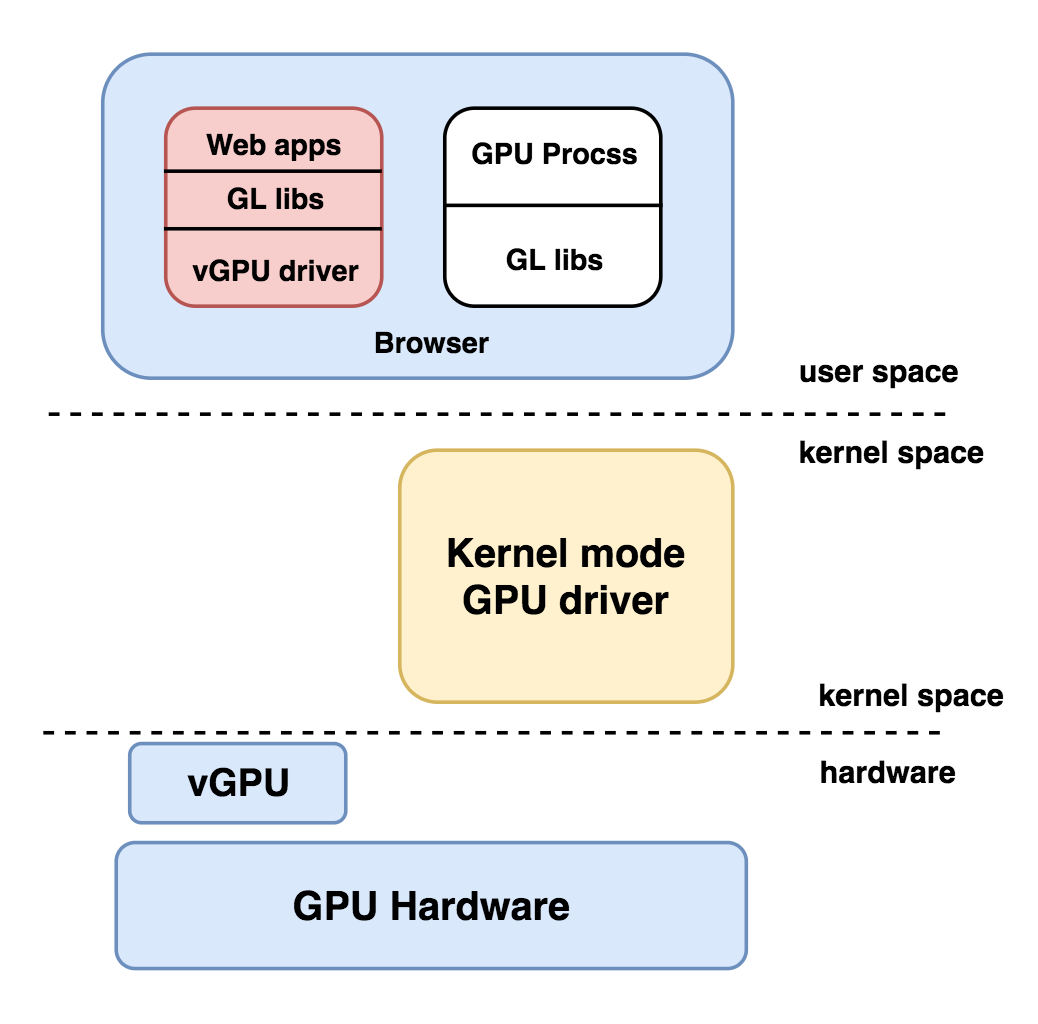 Web apps
GL libs
vGPU driver
GPU Procss
GL libs
Browser
user space
kernel space
Kernel mode
GPU driver
kernel space
vGPU
hardware
GPU Hardware